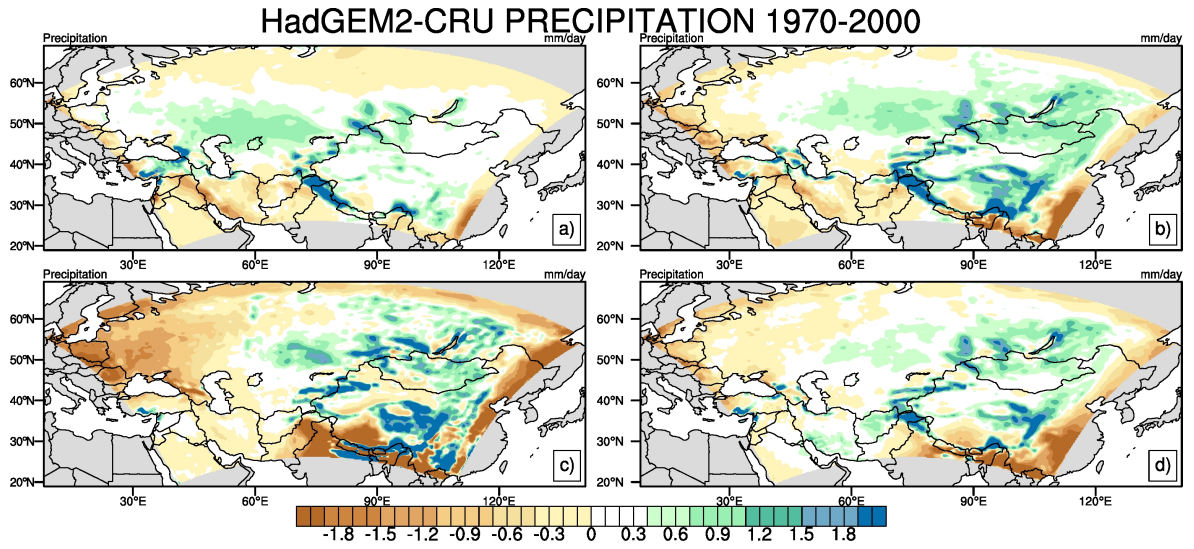 HadGEM2-CRU PRECIPITATION 1970-2000
Precipitation mm/day
Precipitation mm/day
60°N
50°N
40°N
30°N
20°N
a)
60°N
50°N
40°N
30°N
20°N
b)
30°E 60°E 90°E 120°E
30°E 60°E 90°E 120°E
Precipitation mm/day
Precipitation mm/day
60°N
50°N
40°N
30°N
20°N
c)
60°N
50°N
40°N
30°N
20°N
d)
30°E 60°E 90°E 120°E
30°E 60°E 90°E 120°E
-1.8 -1.5 -1.2 -0.9 -0.6 -0.3 0 0.3 0.6 0.9 1.2 1.5 1.8